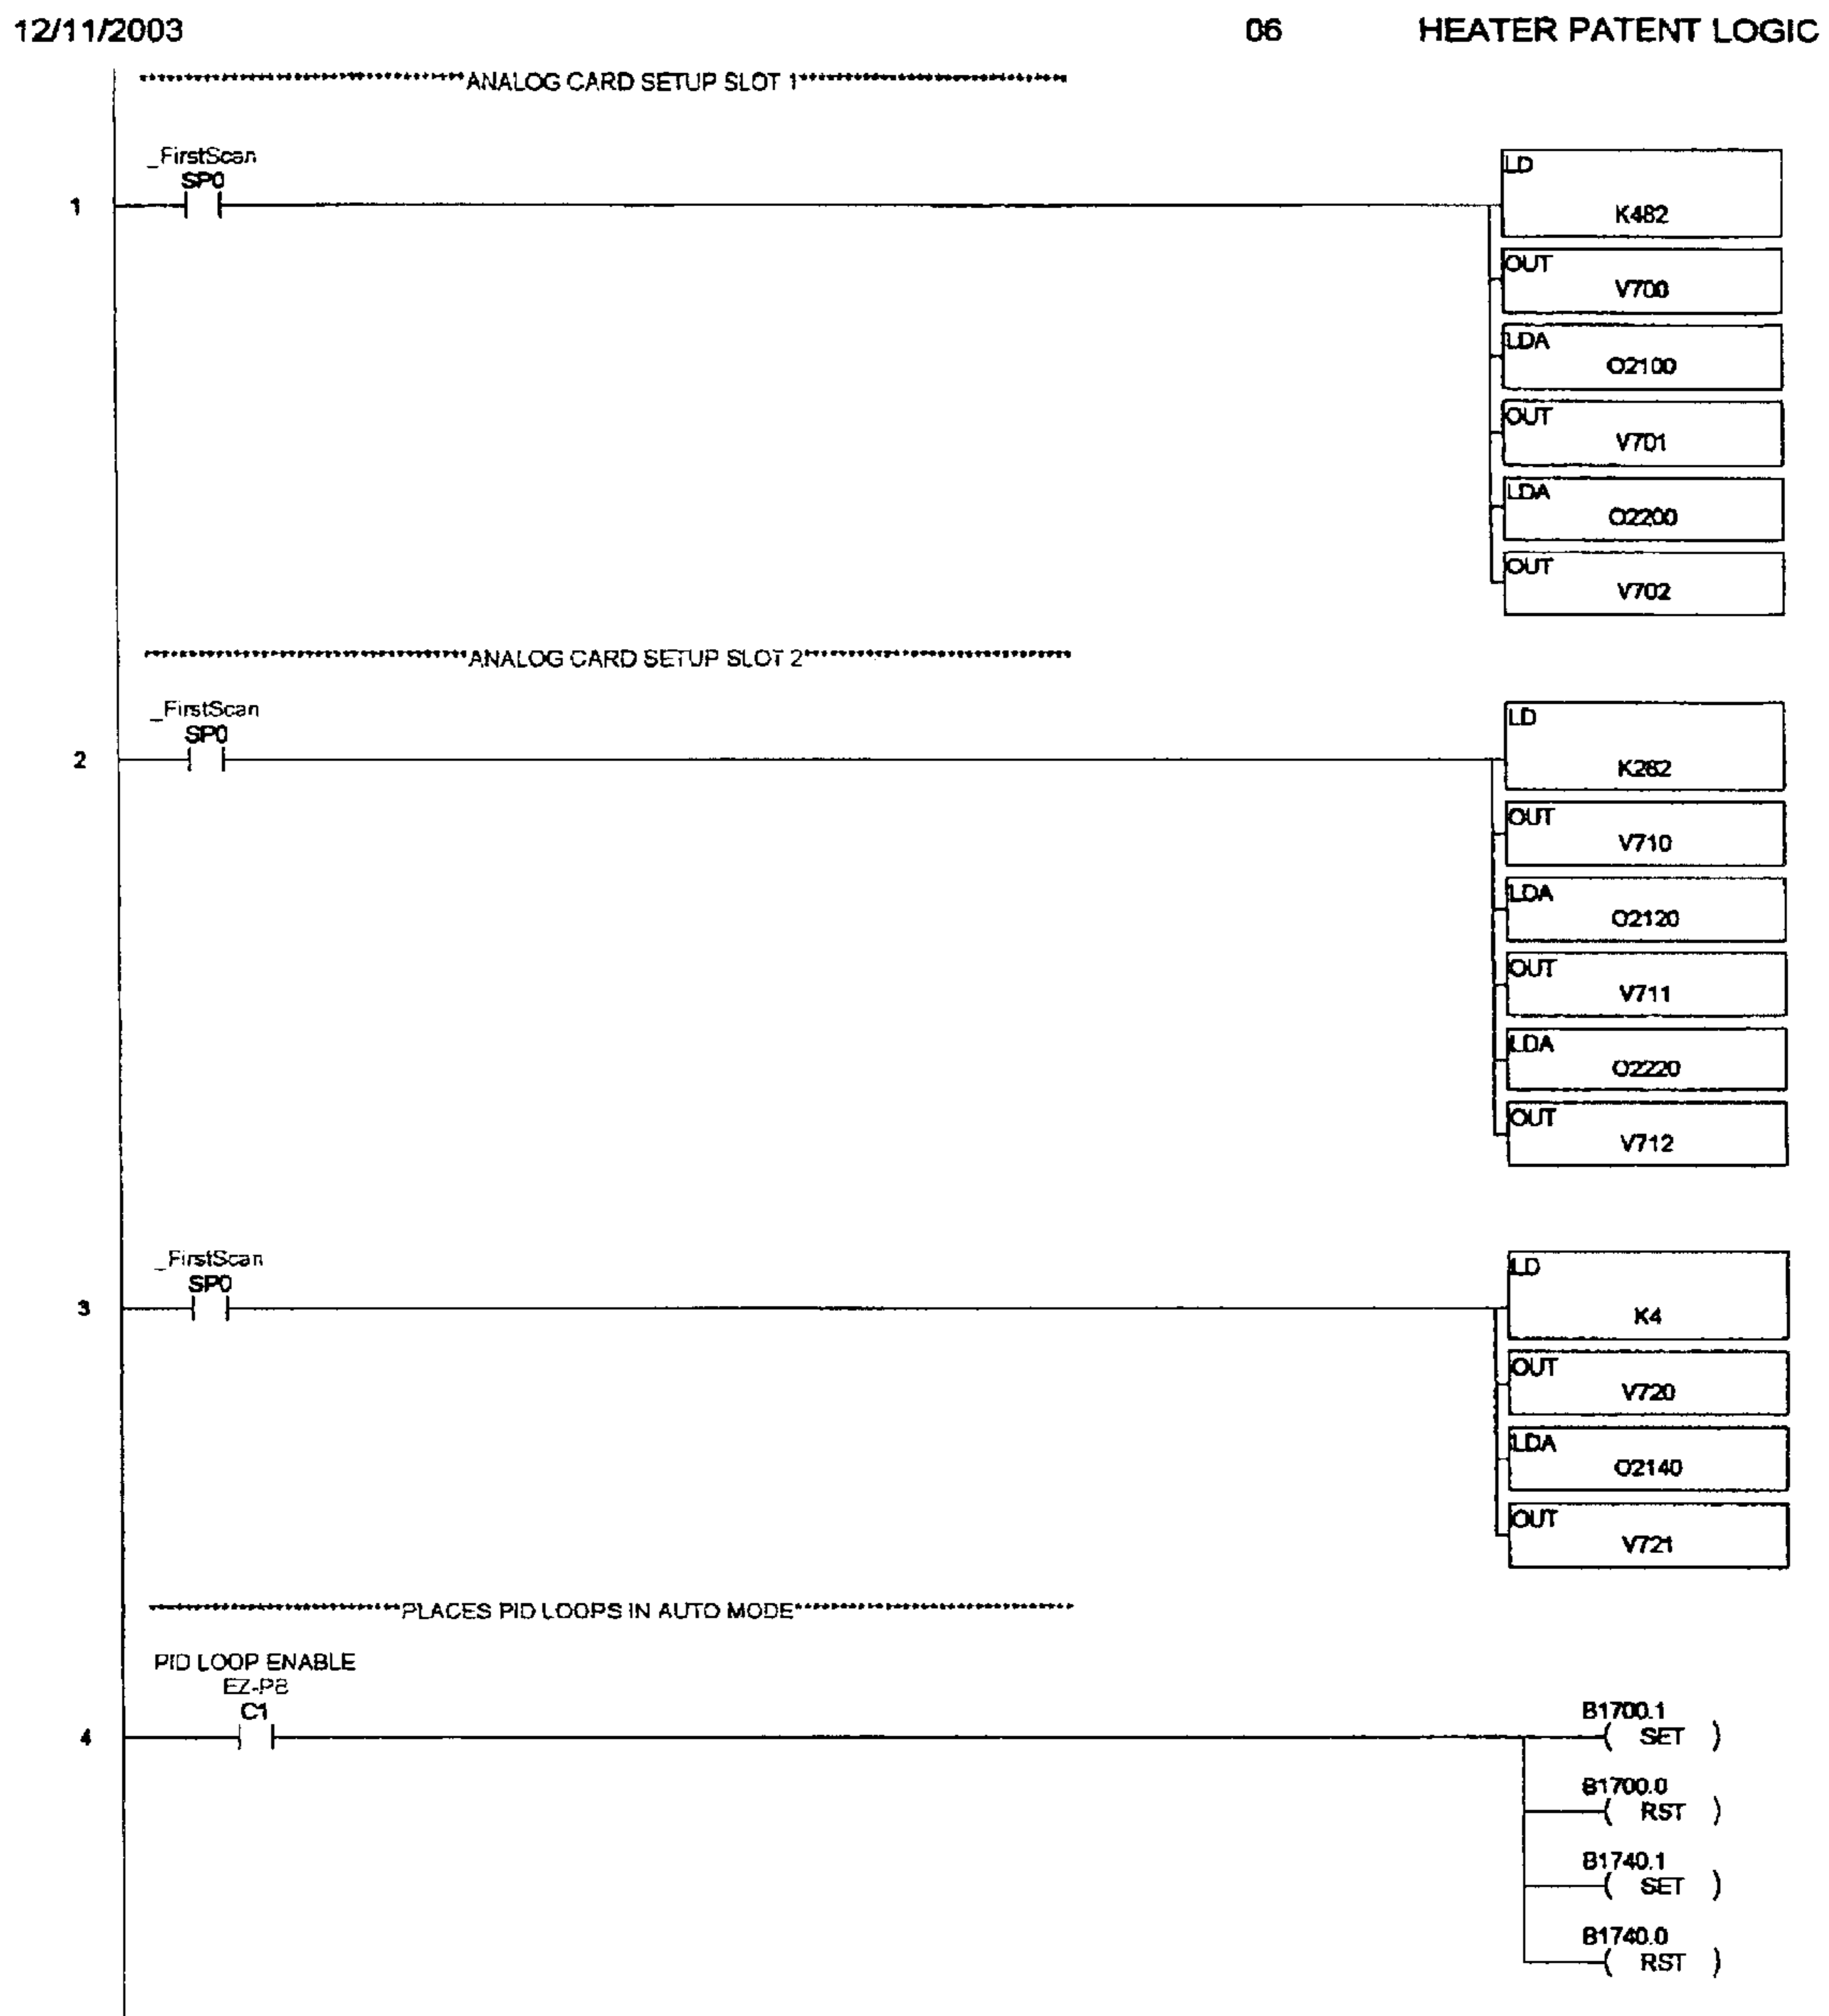 12/11/2003 06 HEATER PATENT LOGIC
********************************ANALOG CARD SETUP SLOT 1********************************
_FirstScan
SP0
1
LD
K482
OUT
V700
LDA
O2100
OUT
V701
LDA
O2200
OUT
V702
********************************ANALOG CARD SETUP SLOT 2********************************
_FirstScan
SP0
2
LD
K282
OUT
V710
LDA
O2120
OUT
V711
LDA
O2220
OUT
V712
_FirstScan
SP0
3
LD
K4
OUT
V720
LDA
O2140
OUT
V721
**************************PLACES PID LOOPS IN AUTO MODE****************************
PID LOOP ENABLE
EZ-PB
C1
4
B1700.1
( SET )
B1700.0
( RST )
B1740.1
( SET )
B1740.0
( RST )